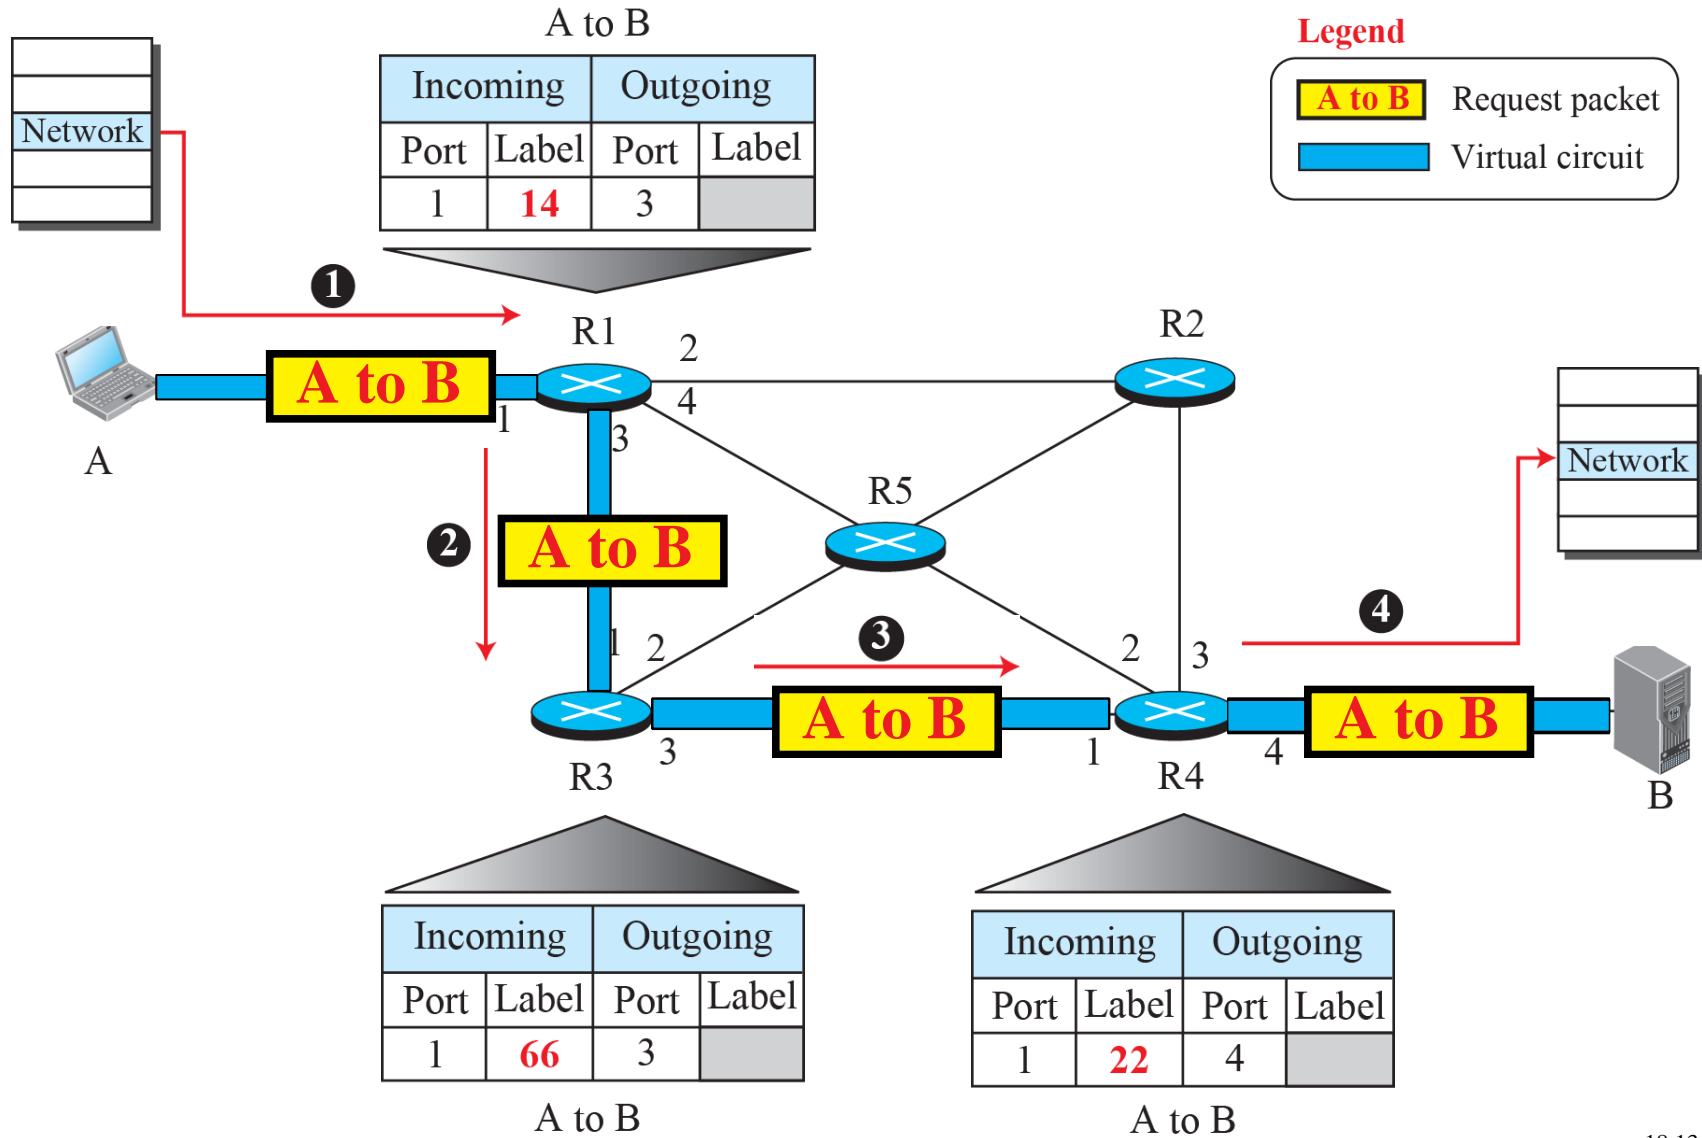 A to B
Legend
Incoming Outgoing
Port Label Port Label
1 14 3
A to B Request packet
Virtual circuit
Network
1
R1
R2
2
4
A to B
1
3
A
Network
R5
2
A to B
4
3
1
2
2
3
A to B
A to B
3
1
4
R3
R4
B
Incoming Outgoing
Port Label Port Label
1 66 3
A to B
Incoming Outgoing
Port Label Port Label
1 22 4
A to B